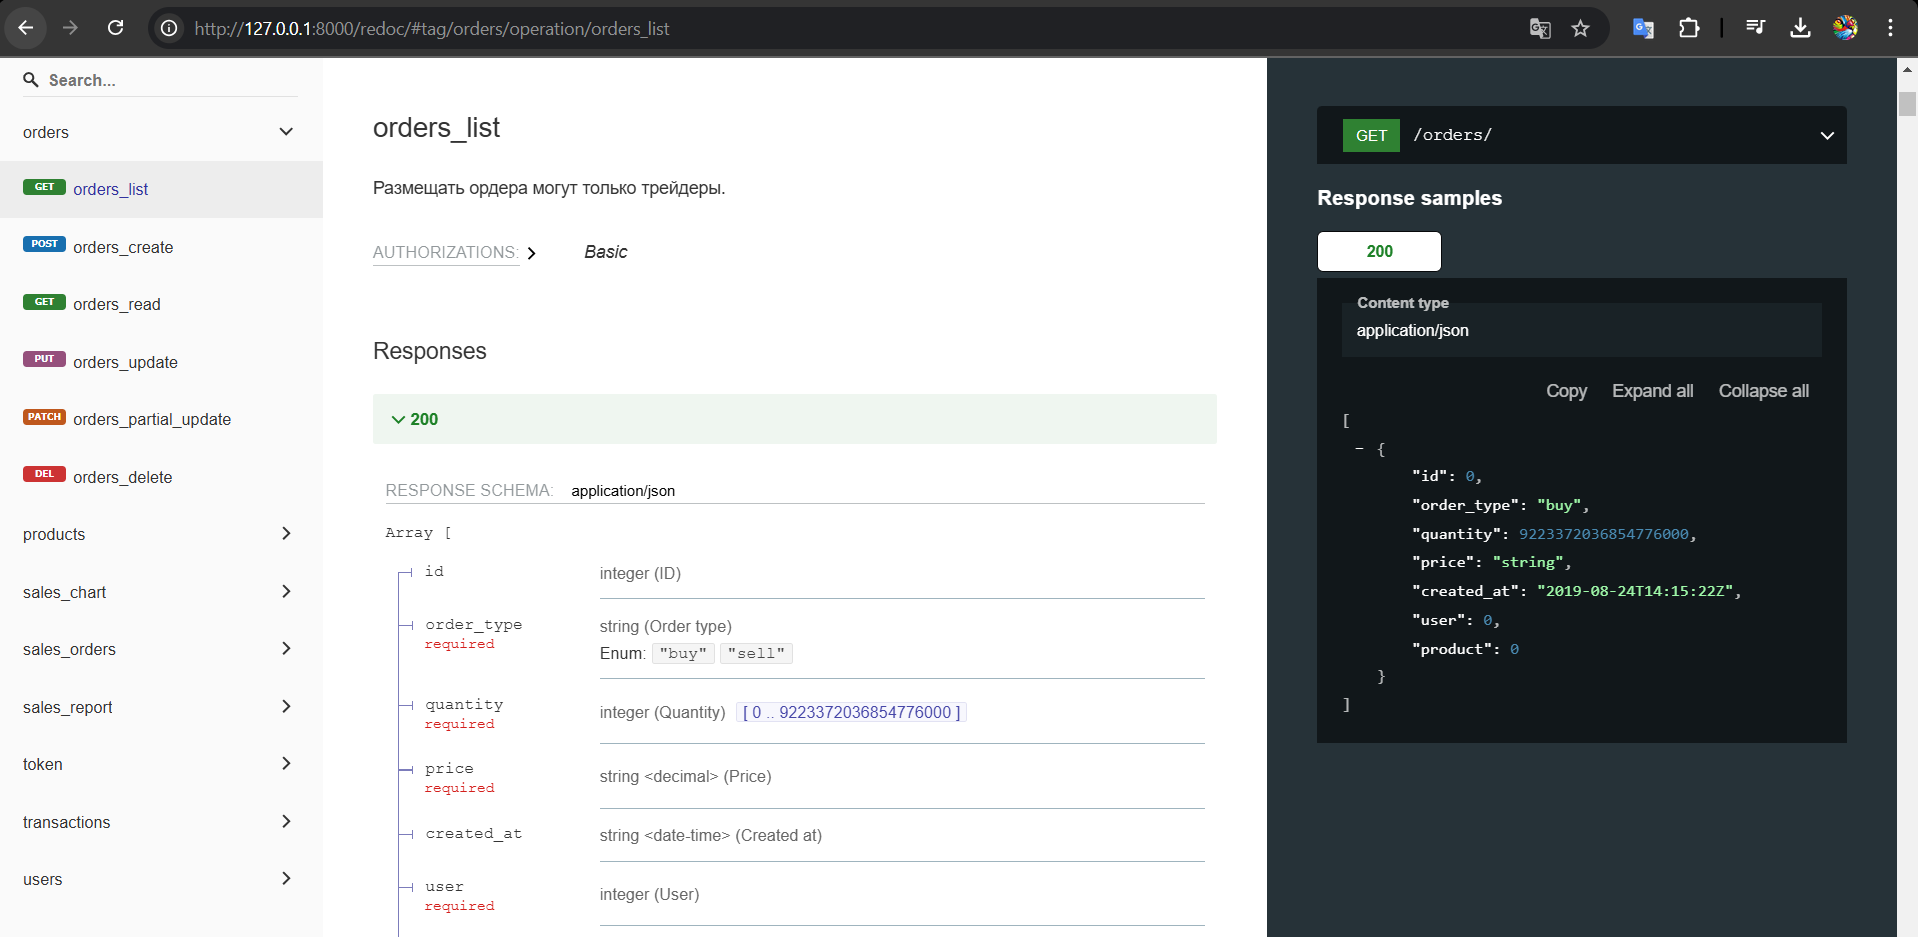 http://127.0.0.1:8000/redoc/#tag/orders/operation/orders_list
Search...
orders
GET orders_list
POST orders_create
GET orders_read
PUT orders_update
PATCH orders_partial_update
DEL orders_delete
products
sales_chart
sales_orders
sales_report
token
transactions
users
orders_list
Размещать ордера могут только трейдеры.
AUTHORIZATIONS: Basic
Responses
200
RESPONSE SCHEMA: application/json
Array [
id integer (ID)
order_type string (Order type)
required Enum: "buy" "sell"
quantity integer (Quantity) [ 0 .. 9223372036854776000 ]
required
price string <decimal> (Price)
required
created_at string <date-time> (Created at)
user integer (User)
required
GET /orders/
Response samples
200
Content type
application/json
Copy Expand all Collapse all
[
- {
"id": 0,
"order_type": "buy",
"quantity": 9223372036854776000,
"price": "string",
"created_at": "2019-08-24T14:15:22Z",
"user": 0,
"product": 0
}
]